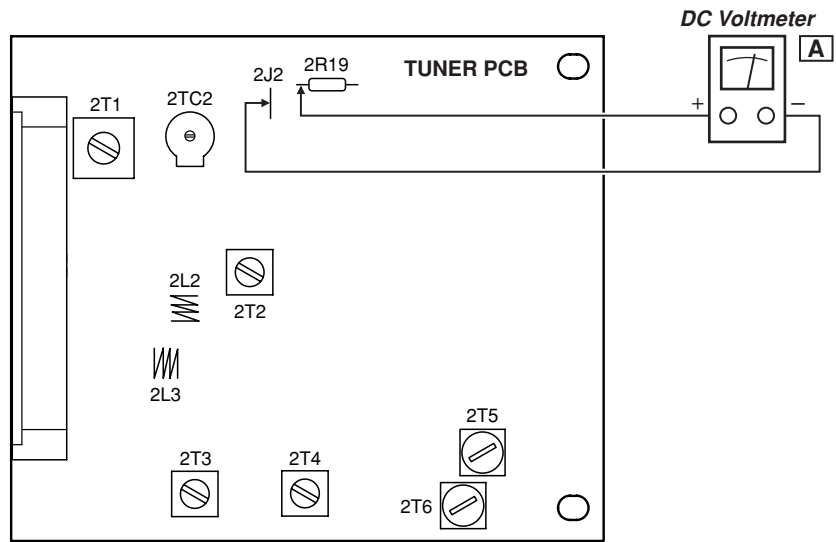 DC Voltmeter
A
2J2
2R19
TUNER PCB
2T1
2TC2
+
−
2L2
2T2
2L3
2T5
2T3
2T4
2T6